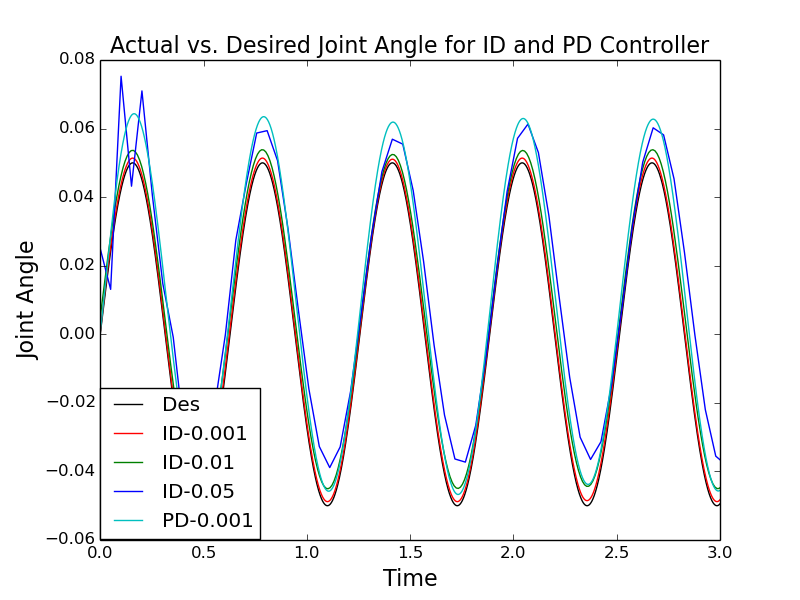 Actual vs. Desired Joint Angle for ID and PD Controller
0.08
0.06
0.04
0.02
0.00
−0.02
−0.04
−0.06
Joint Angle
Des
ID-0.001
ID-0.01
ID-0.05
PD-0.001
0.0 0.5 1.0 1.5 2.0 2.5 3.0
Time